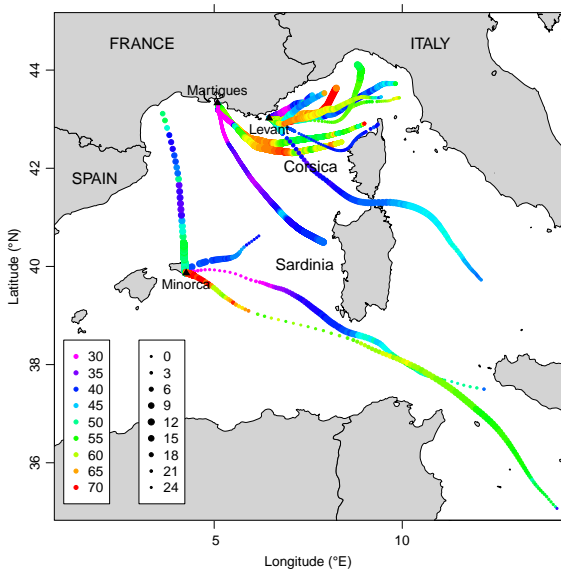 FRANCE
ITALY
44
Martigues
Levant
42
Corsica
SPAIN
Latitude (°N)
40
Sardinia
Minorca
38
36
30
35
40
45
50
55
60
65
70
0
3
6
9
12
15
18
21
24
5
10
Longitude (°E)